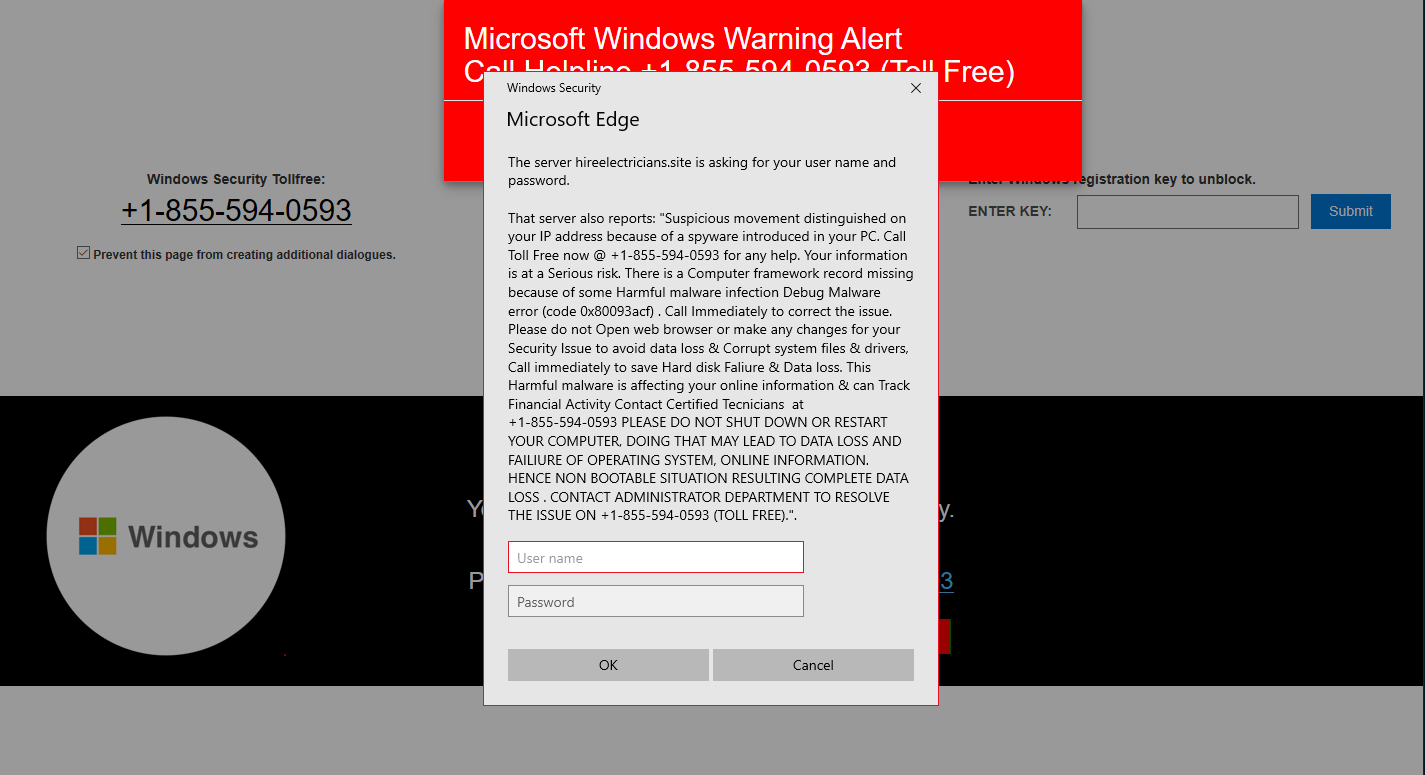 Microsoft Windows Warning Alert
Call Helpline +1-855-594-0593 (Toll Free)
Windows Security Tollfree:
+1-855-594-0593
Prevent this page from creating additional dialogues.
Enter Windows registration key to unblock.
ENTER KEY:
Submit
Windows Security
Microsoft Edge
The server hireelectricians.site is asking for your user name and
password.
That server also reports: "Suspicious movement distinguished on
your IP address because of a spyware introduced in your PC. Call
Toll Free now @ +1-855-594-0593 for any help. Your information
is at a Serious risk. There is a Computer framework record missing
because of some Harmful malware infection Debug Malware
error (code 0x80093acf) . Call Immediately to correct the issue.
Please do not Open web browser or make any changes for your
Security Issue to avoid data loss & Corrupt system files & drivers,
Call immediately to save Hard disk Faliure & Data loss. This
Harmful malware is affecting your online information & can Track
Financial Activity Contact Certified Tecnicians  at
+1-855-594-0593 PLEASE DO NOT SHUT DOWN OR RESTART
YOUR COMPUTER, DOING THAT MAY LEAD TO DATA LOSS AND
FAILIURE OF OPERATING SYSTEM, ONLINE INFORMATION.
HENCE NON BOOTABLE SITUATION RESULTING COMPLETE DATA
LOSS . CONTACT ADMINISTRATOR DEPARTMENT TO RESOLVE
THE ISSUE ON +1-855-594-0593 (TOLL FREE).".
User name
Password
OK
Cancel
Windows